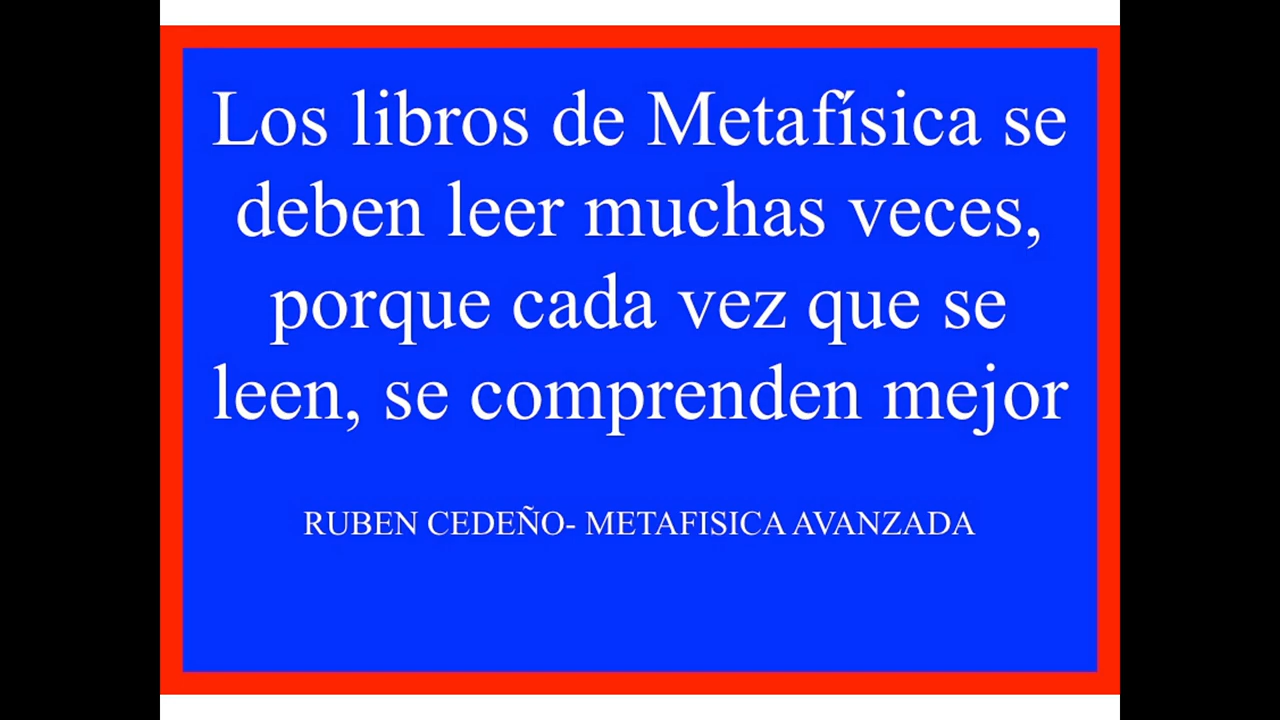 Los libros de Metafísica se
deben leer muchas veces,
porque cada vez que se
leen, se comprenden mejor
RUBEN CEDEÑO- METAFISICA AVANZADA